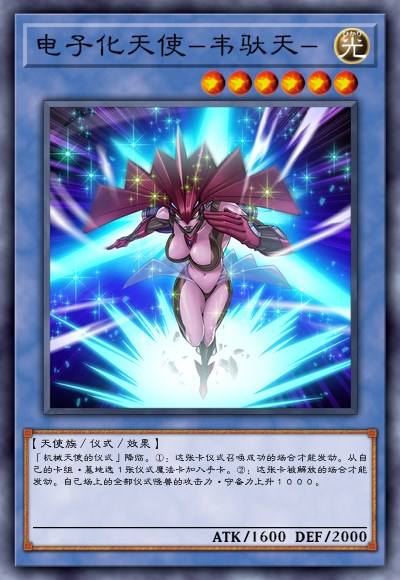 电子化天使-韦驮天-
光
【天使族／仪式／效果】
「机械天使的仪式」降临。①：这张卡仪式召唤成功的场合才能发动。从自
己的卡组・墓地选１张仪式魔法卡加入手卡。②：这张卡被解放的场合才能
发动。自己场上的全部仪式怪兽的攻击力・守备力上升１０００。
ATK/1600 DEF/2000